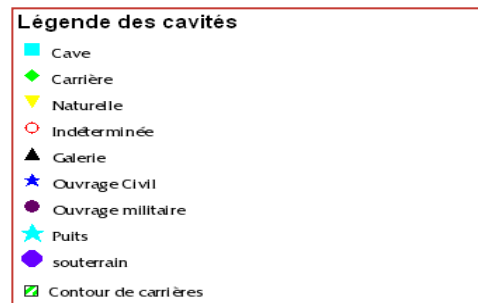 Légende des cavités
Cave
Carrière
Naturelle
Indéterminée
Galerie
Ouvrage Civil
Ouvrage militaire
Puits
souterrain
Contour de carrières